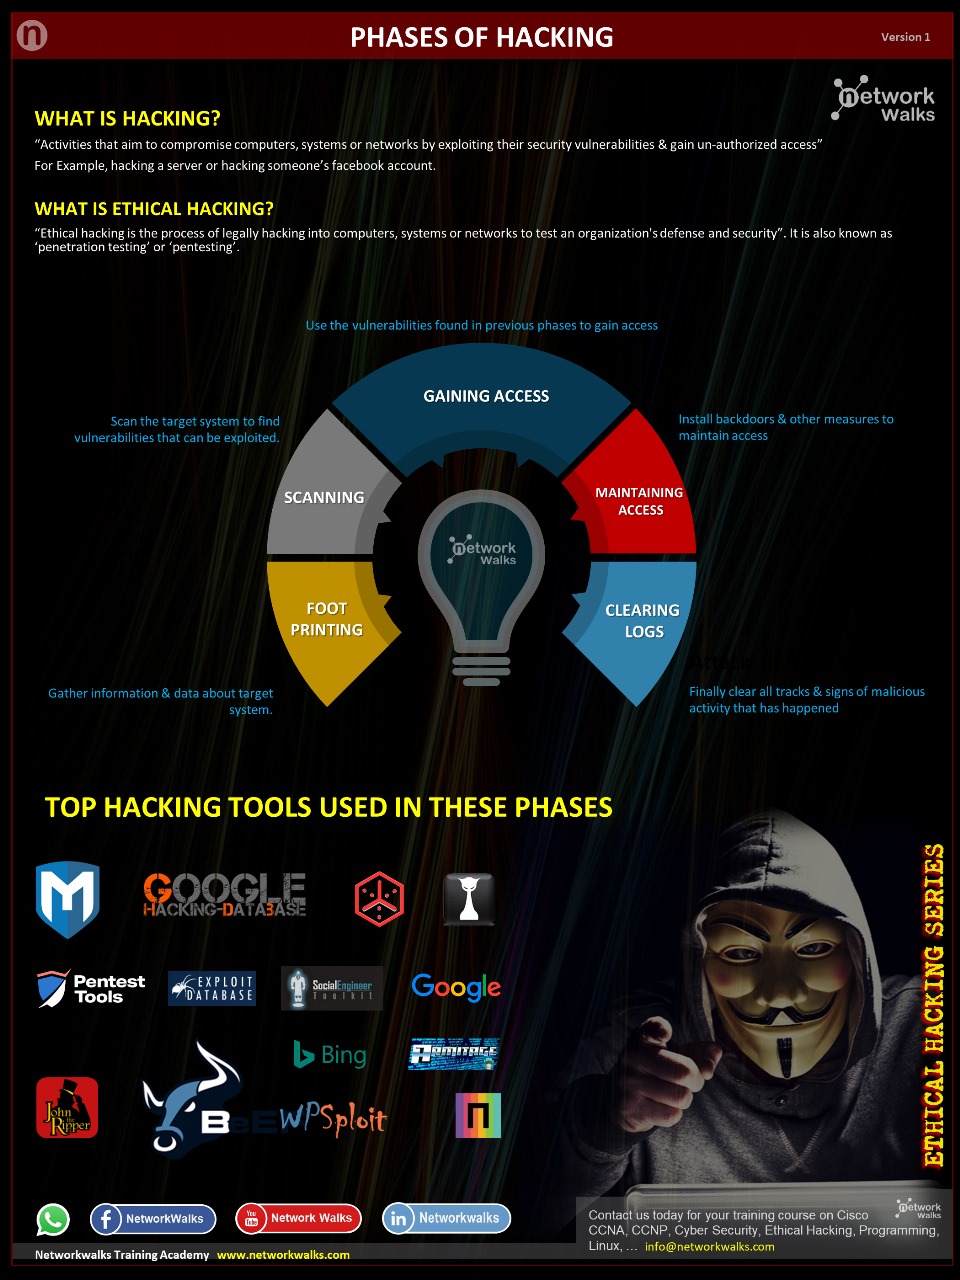 n
PHASES OF HACKING
Version 1
network
Walks
WHAT IS HACKING?
“Activities that aim to compromise computers, systems or networks by exploiting their security vulnerabilities & gain un-authorized access”
For Example, hacking a server or hacking someone’s facebook account.
WHAT IS ETHICAL HACKING?
“Ethical hacking is the process of legally hacking into computers, systems or networks to test an organization's defense and security”. It is also known as
‘penetration testing’ or ‘pentesting’.
Use the vulnerabilities found in previous phases to gain access
GAINING ACCESS
Scan the target system to find
vulnerabilities that can be exploited.
Install backdoors & other measures to
maintain access
SCANNING
MAINTAINING
ACCESS
network
Walks
FOOT
PRINTING
CLEARING
LOGS
Attack
Gather information & data about target
system.
Finally clear all tracks & signs of malicious
activity that has happened
TOP HACKING TOOLS USED IN THESE PHASES
GOOGLE
HACKING-DATABASE
Pentest
Tools
EXPLOIT
DATABASE
SocialEngineer
Toolkit
Google
Bing
ARMITAGE
John
the
Ripper
BeEF
WPSploit
n
ETHICAL HACKING SERIES
NetworkWalks
You
Tube
Network Walks
in
Networkwalks
Contact us today for your training course on Cisco
CCNA, CCNP, Cyber Security, Ethical Hacking, Programming,
Linux, ... info@networkwalks.com
network
Walks
Networkwalks Training Academy www.networkwalks.com